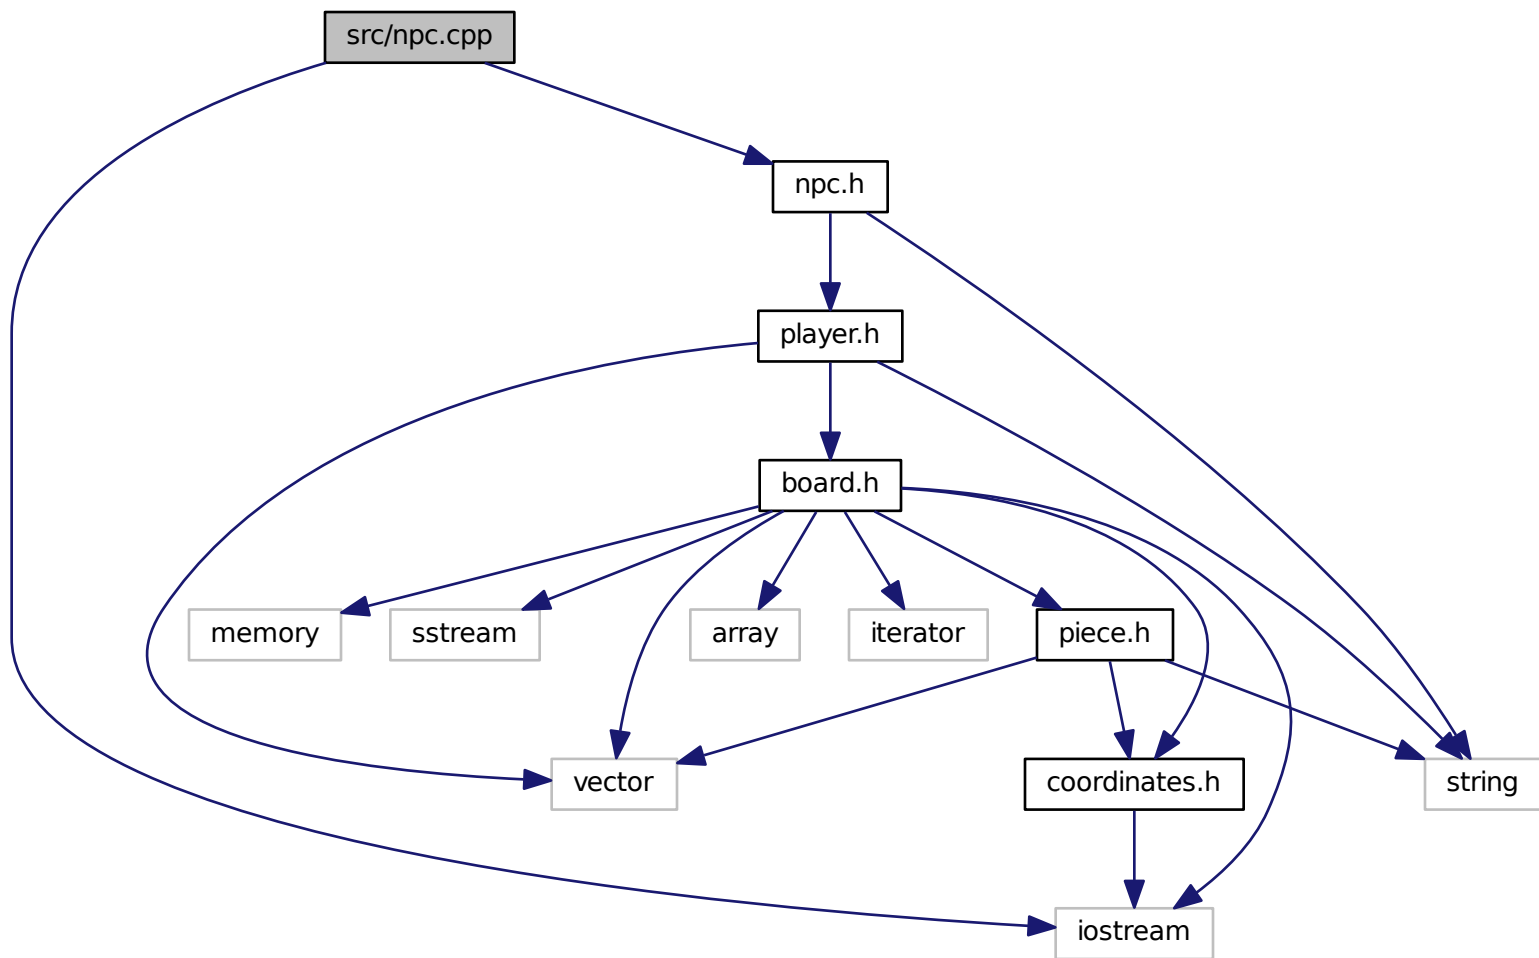 src/npc.cpp
npc.h
player.h
board.h
memory
sstream
array
iterator
piece.h
vector
coordinates.h
string
iostream